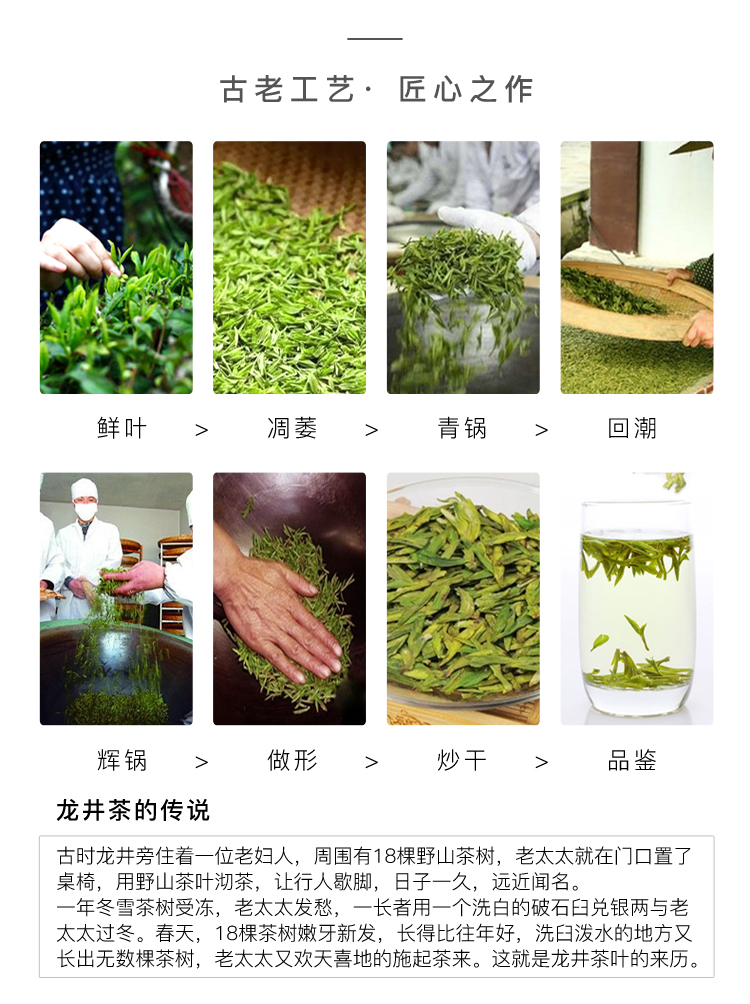 古老工艺· 匠心之作
鲜叶 > 凋萎 > 青锅 > 回潮
辉锅 > 做形 > 炒干 > 品鉴
龙井茶的传说
古时龙井旁住着一位老妇人，周围有18棵野山茶树，老太太就在门口置了
桌椅，用野山茶叶沏茶，让行人歇脚，日子一久，远近闻名。
一年冬雪茶树受冻，老太太发愁，一长者用一个洗白的破石臼兑银两与老
太太过冬。春天，18棵茶树嫩牙新发，长得比往年好，洗臼泼水的地方又
长出无数棵茶树，老太太又欢天喜地的施起茶来。这就是龙井茶叶的来历。